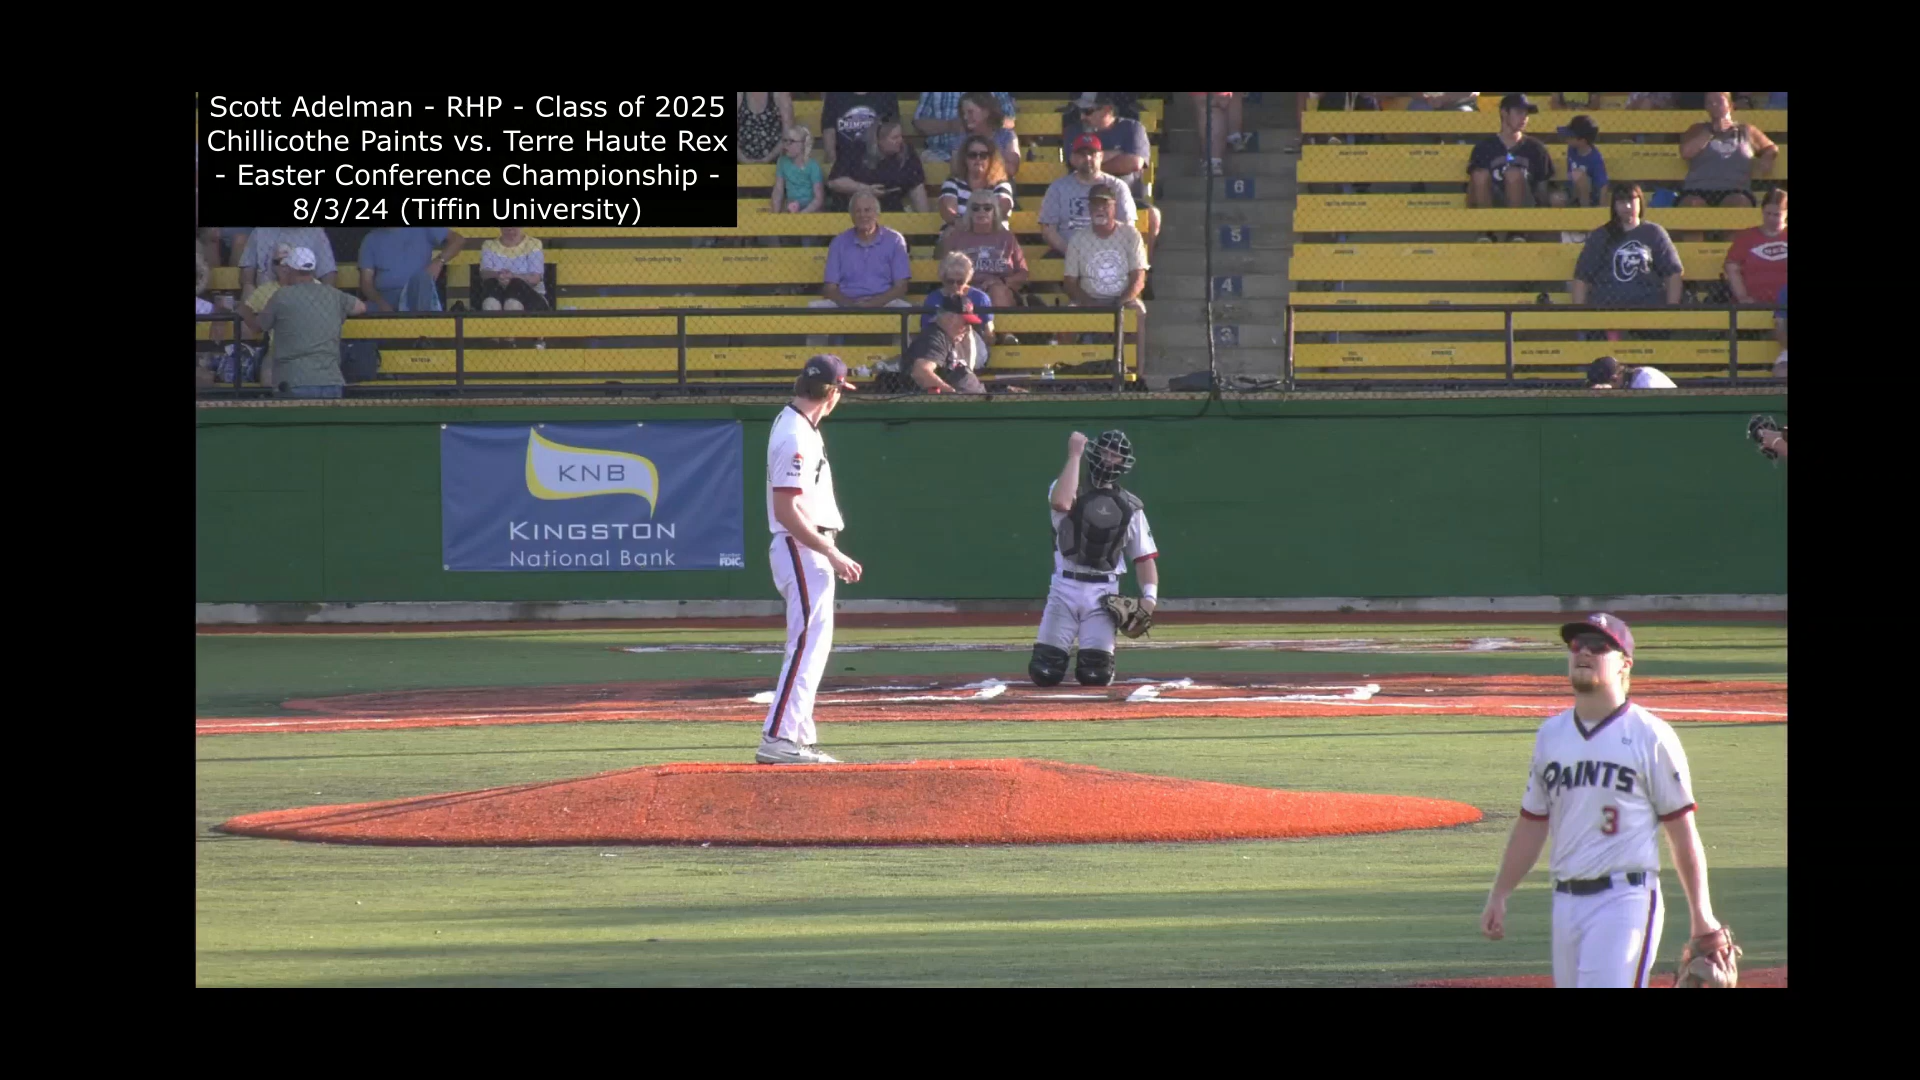 Scott Adelman - RHP - Class of 2025
Chillicothe Paints vs. Terre Haute Rex
- Easter Conference Championship -
8/3/24 (Tiffin University)
6
5
4
3
KNB
KINGSTON
National Bank
FDIC
PAINTS
3